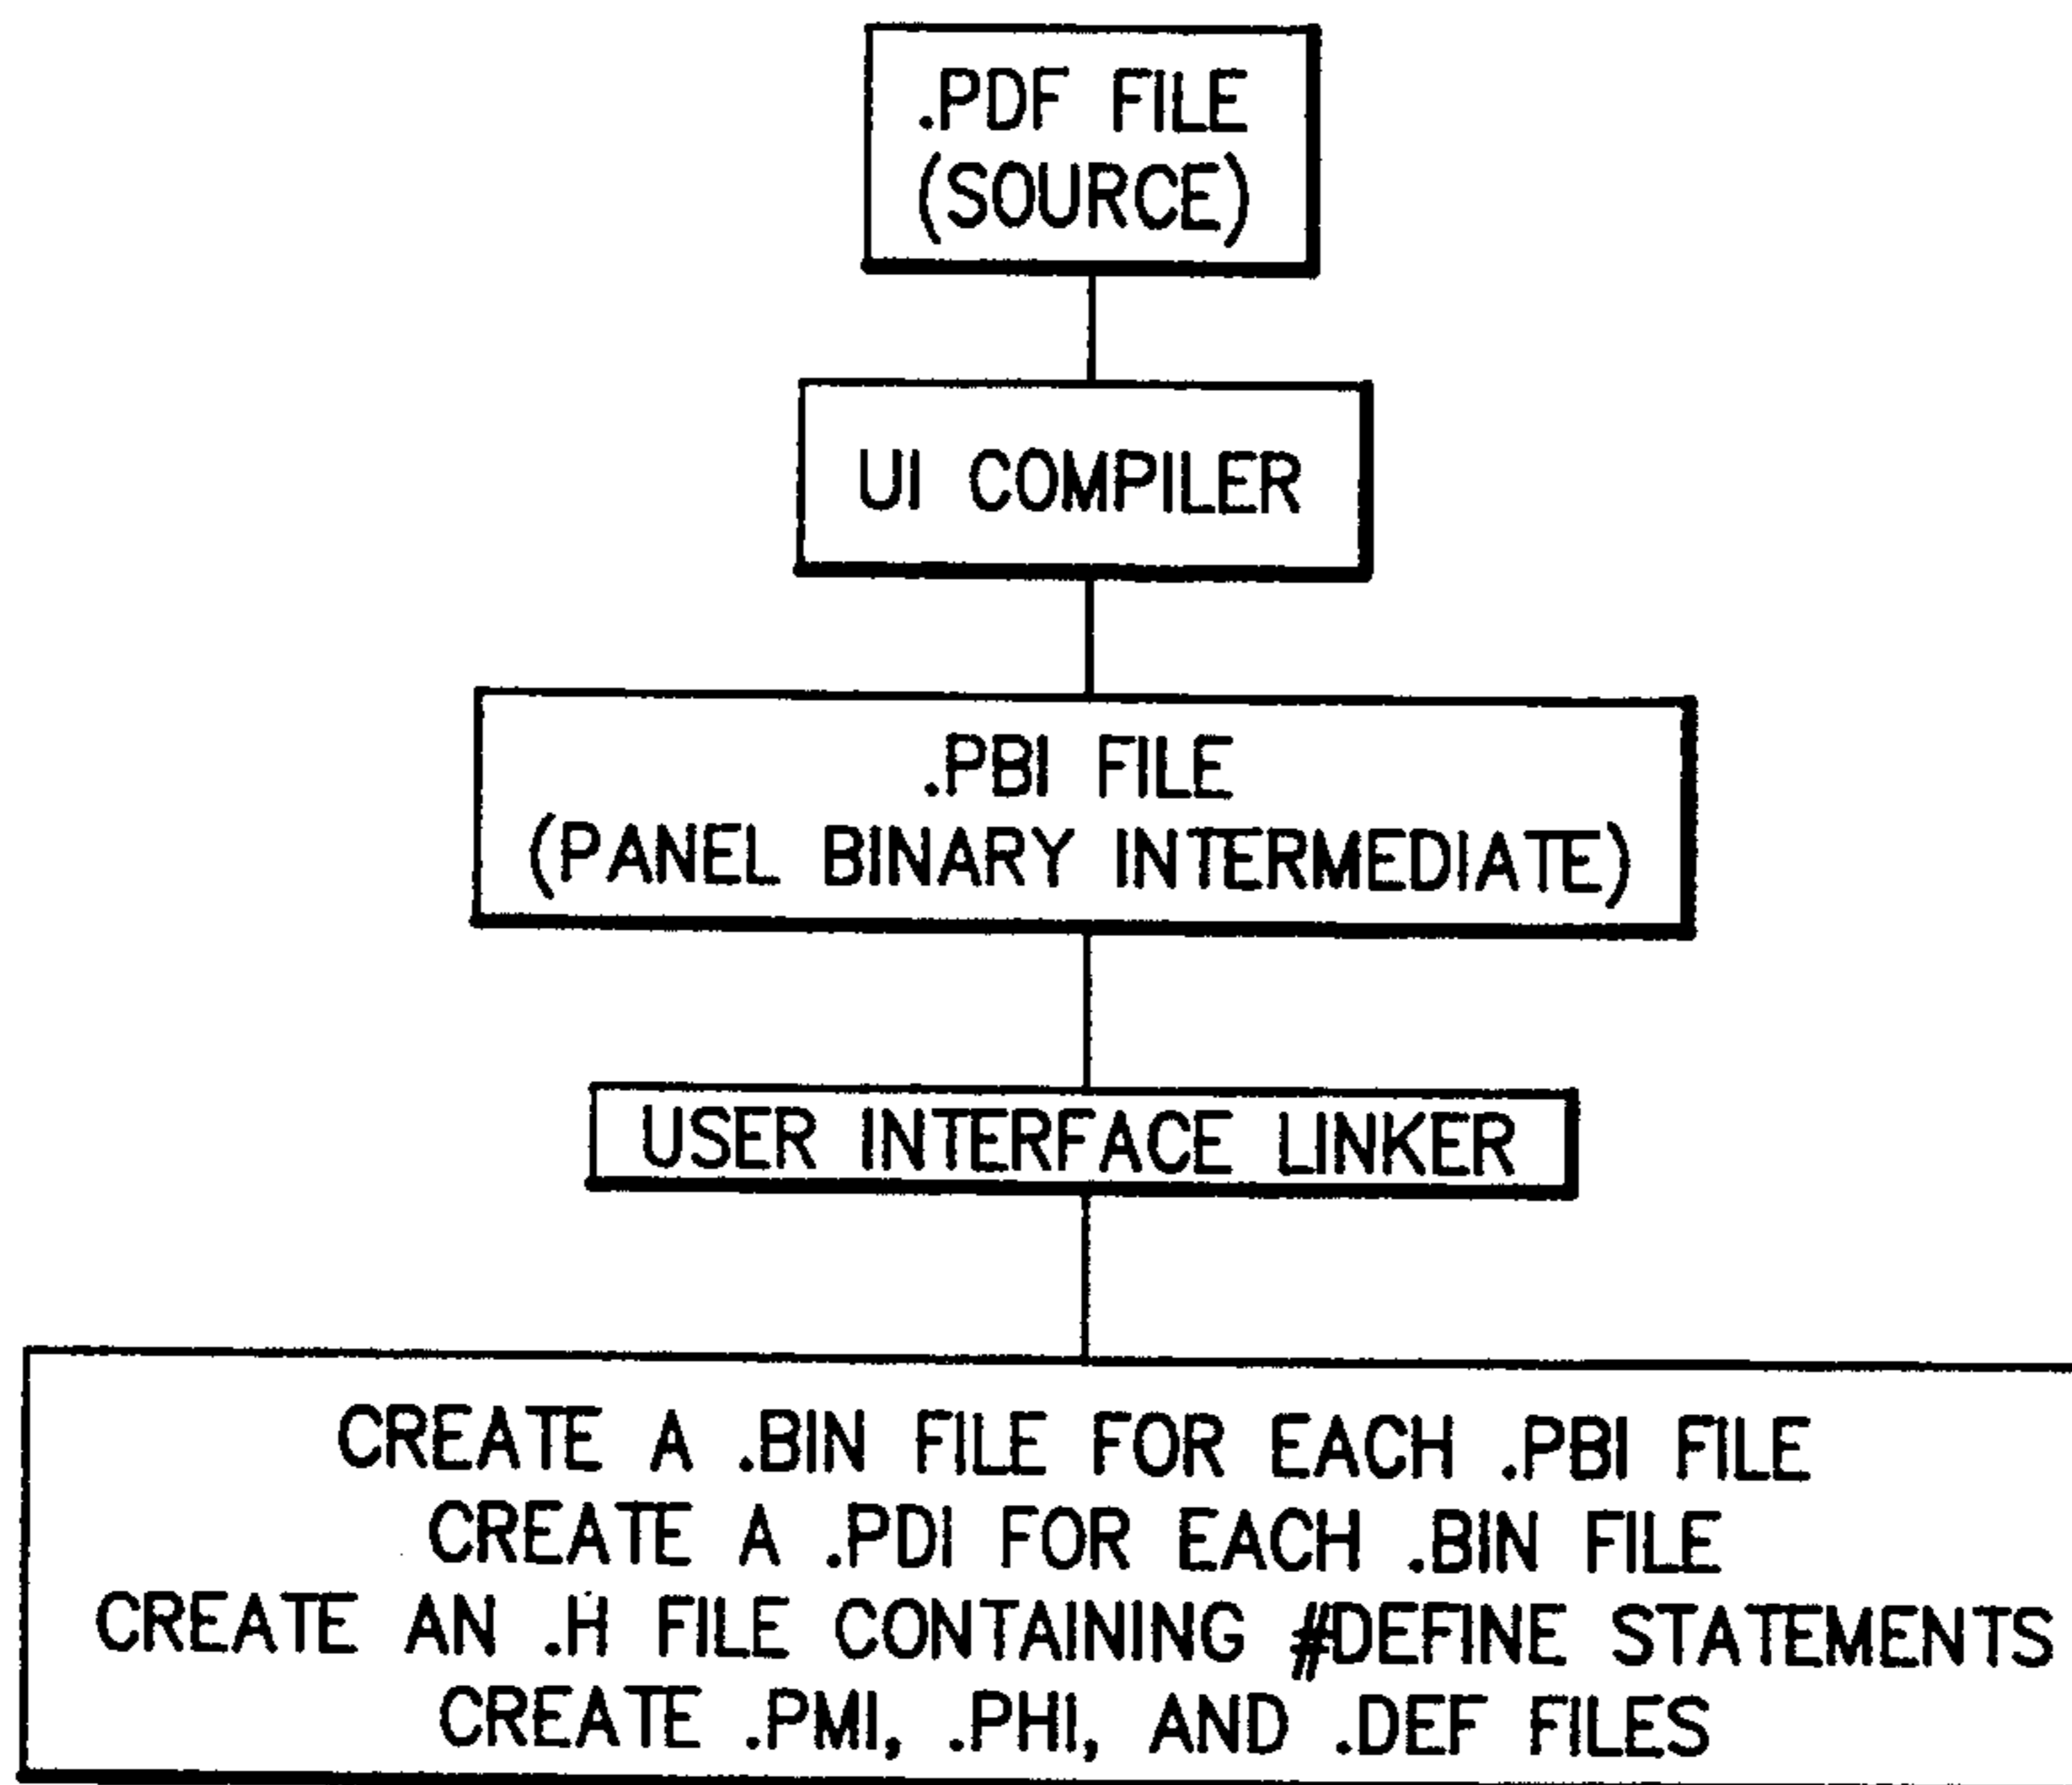 .PDF FILE
(SOURCE)
UI COMPILER
.PBI FILE
(PANEL BINARY INTERMEDIATE)
USER INTERFACE LINKER
CREATE A .BIN FILE FOR EACH .PBI FILE
CREATE A .PDI FOR EACH .BIN FILE
CREATE AN .H FILE CONTAINING #DEFINE STATEMENTS
CREATE .PMI, .PHI, AND .DEF FILES